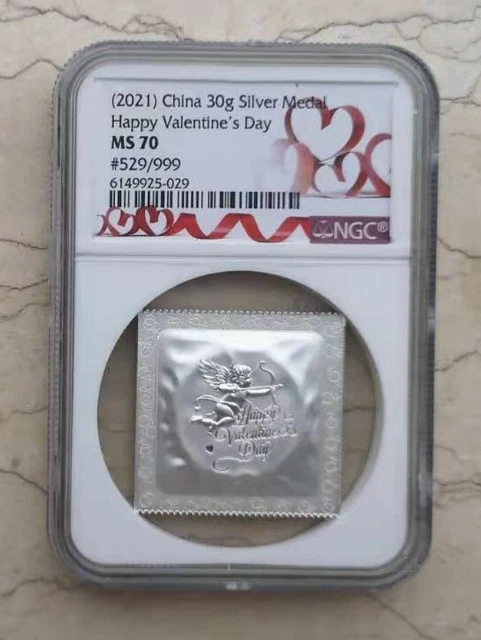 (2021) China 30g Silver Medal
Happy Valentine's Day
MS 70
#529/999
6149925-029
NGC®
Happy
Valentine's
Day